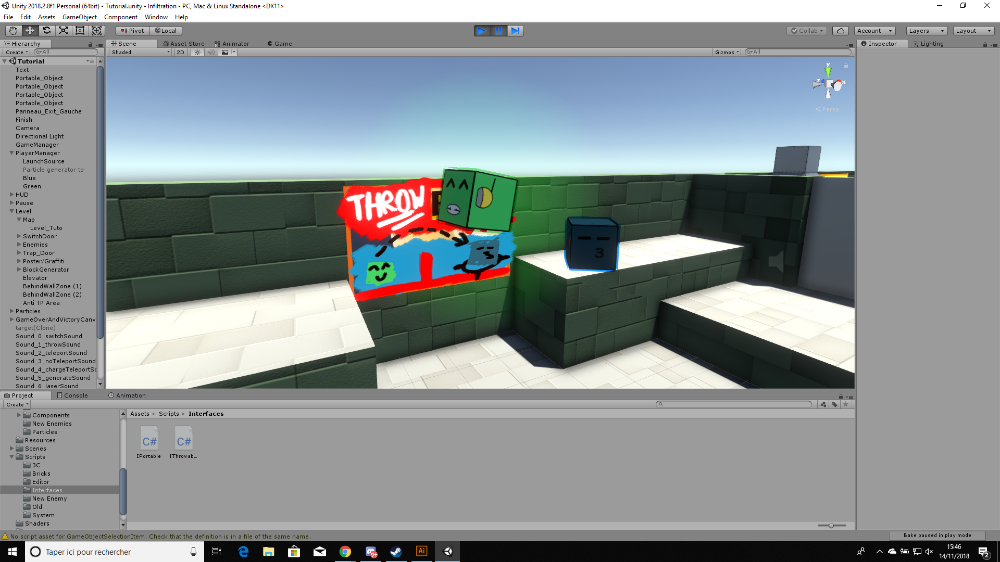 Unity 2018.2.8f1 Personal (64bit) - Tutorial.unity - Infiltration - PC, Mac & Linux Standalone <DX11>
File Edit Assets GameObject Component Window Help
Pivot Local Collab Account Layers Layout
Hierarchy Scene Asset Store Animator Game Inspector Lighting
Create All Shaded 2D Gizmos All
Tutorial
Text
Portable_Object
Portable_Object
Portable_Object
Portable_Object
Panneau_Exit_Gauche
Finish
Camera
Directional Light
GameManager
PlayerManager
LaunchSource
Particle generator tp
Blue
Green
HUD
Pause
Level
Map
Level_Tuto
SwitchDoor
Enemies
Trap_Door
Poster/Graffiti
BlockGenerator
Elevator
BehindWallZone (1)
BehindWallZone (2)
Anti TP Area
Particles
GameOverAndVictoryCanv
target(Clone)
Sound_0_switchSound
Sound_1_throwSound
Sound_2_teleportSound
Sound_3_noTeleportSound
Sound_4_chargeTeleportSo
Sound_5_generateSound
Sound_6_laserSound
y
z x
Persp
THROW
3
Project Console Animation
Create
Components
New Enemies
Particles
Resources
Scenes
Scripts
3C
Bricks
Editor
Interfaces
New Enemy
Old
System
Shaders
Assets Scripts Interfaces
C# C#
IPortable IThrowab...
No script asset for GameObjectSelectionItem. Check that the definition is in a file of the same name.
Bake paused in play mode
Taper ici pour rechercher
9+
Ai
15:46
14/11/2018
2